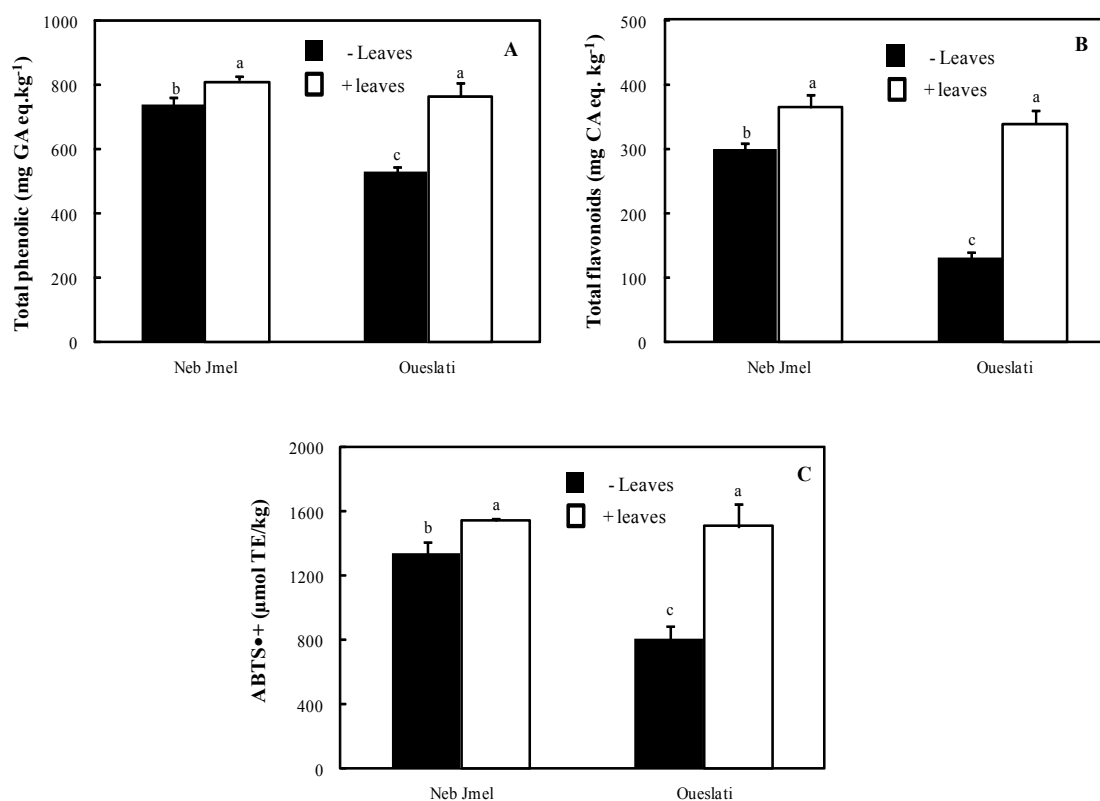 Total phenolic (mg GA eq.kg-1)
1000
800
600
400
200
0
- Leaves
+ leaves
A
b
a
c
a
Neb Jmel
Oueslati
Total flavonoids (mg CA eq. kg-1)
500
400
300
200
100
0
- Leaves
+ leaves
B
b
a
c
a
Neb Jmel
Oueslati
ABTS•+ (µmol TE/kg)
2000
1600
1200
800
400
0
- Leaves
+ leaves
C
b
a
c
a
Neb Jmel
Oueslati